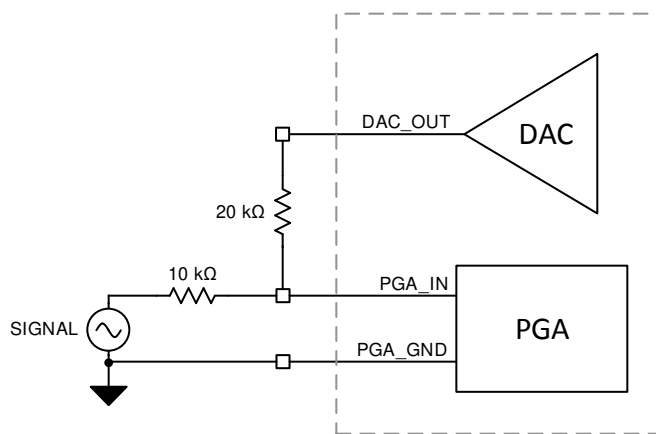 DAC_OUT
DAC
20 kΩ
10 kΩ
PGA_IN
SIGNAL
PGA
PGA_GND